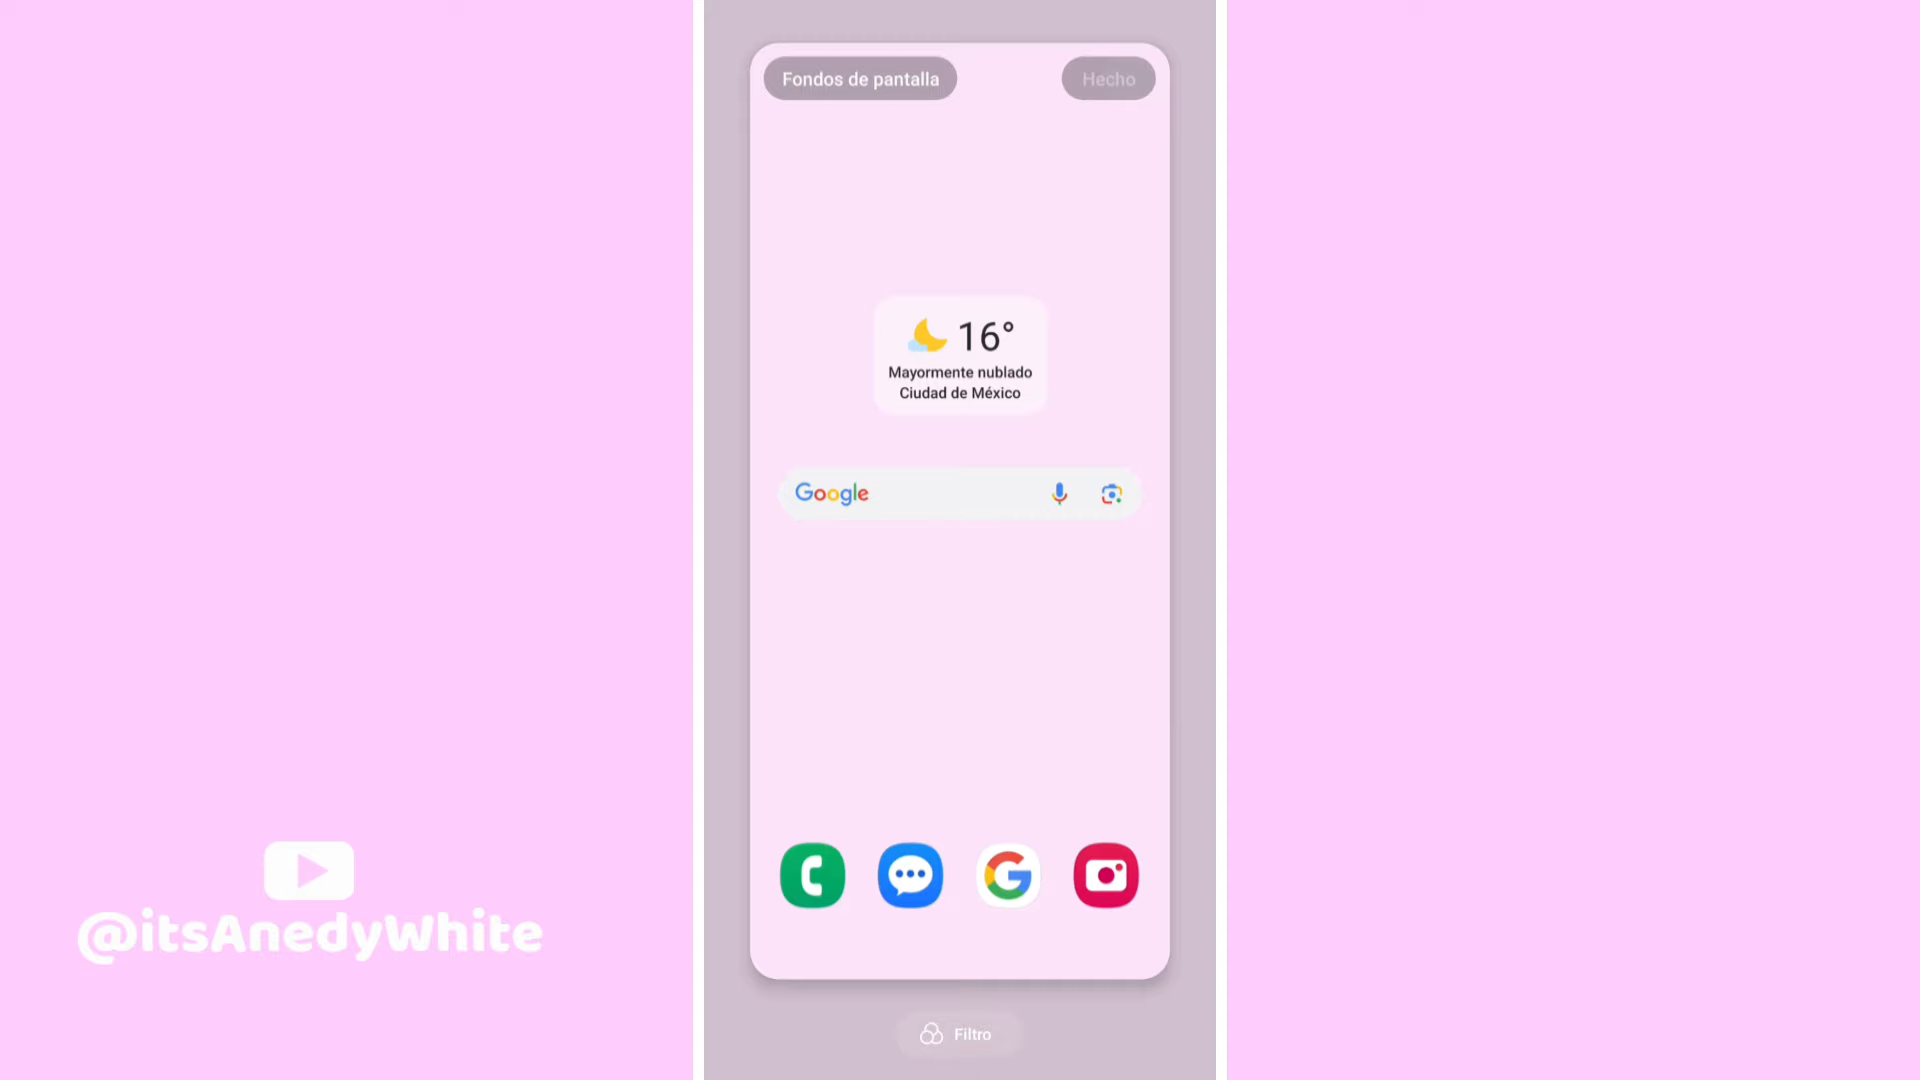 Fondos de pantalla
Hecho
16°
Mayormente nublado
Ciudad de México
Google
@itsAnedyWhite
Filtro